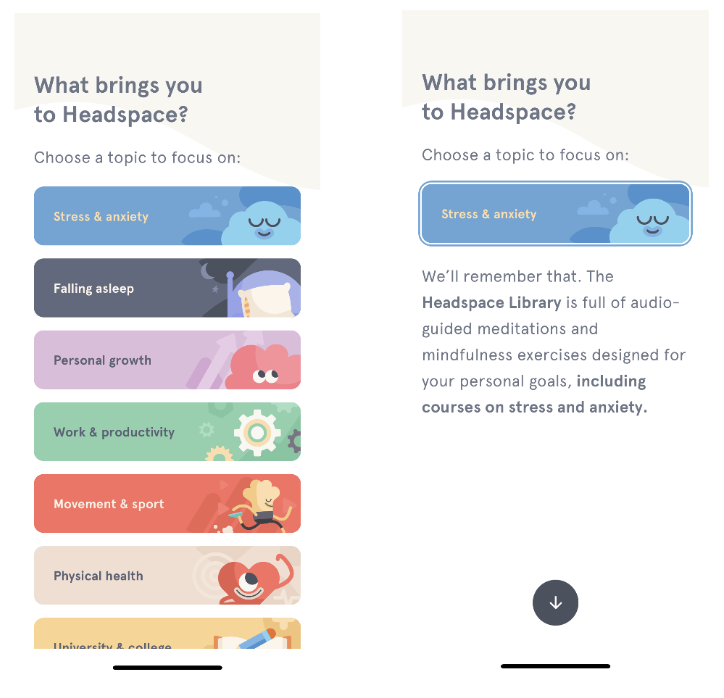 What brings you
to Headspace?
Choose a topic to focus on:
Stress & anxiety
Falling asleep
Personal growth
Work & productivity
Movement & sport
Physical health
University & college
What brings you
to Headspace?
Choose a topic to focus on:
Stress & anxiety
We'll remember that. The
Headspace Library is full of audio-
guided meditations and
mindfulness exercises designed for
your personal goals, including
courses on stress and anxiety.